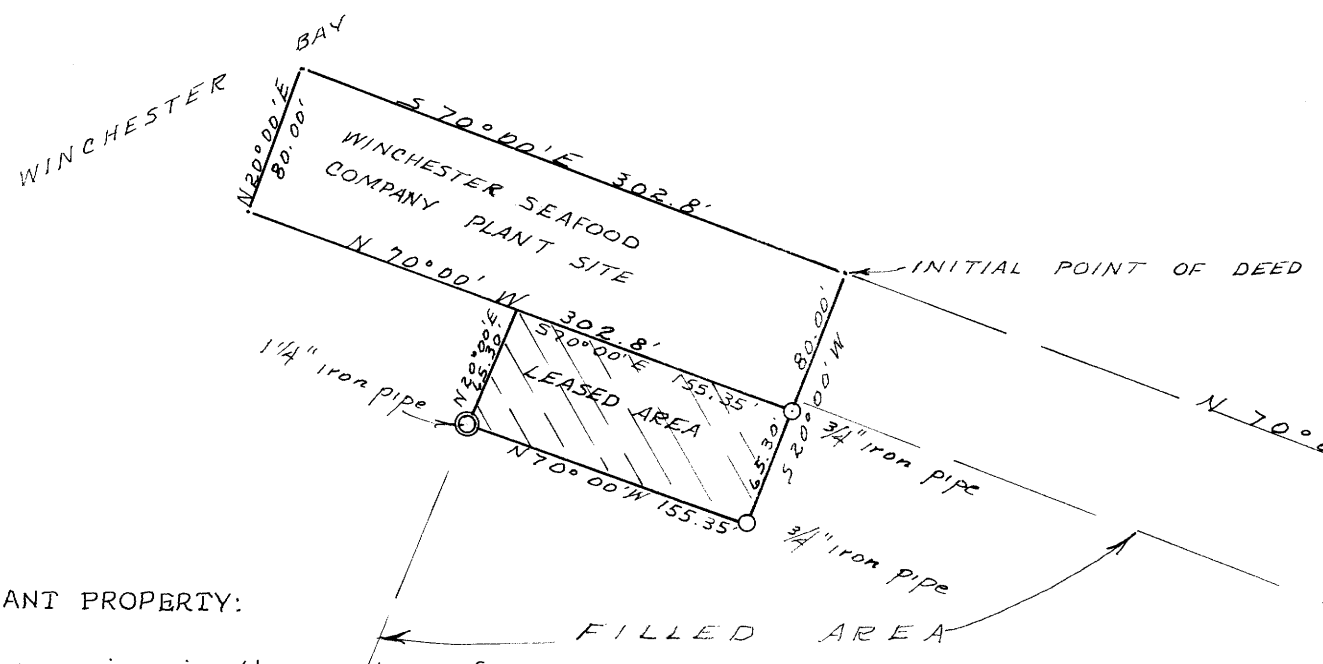 BAY
WINCHESTER
N20°00'E
80.00'
S 70°00'E 302.8'
WINCHESTER SEAFOOD
COMPANY PLANT SITE
N 70°00' W 302.8'
INITIAL POINT OF DEED
80.00'
S 20°00' W
65.30'
N20°00'E
65.30'
S70°00'E 155.35'
LEASED AREA
1¼" iron pipe
¾" iron pipe
N70°00'W 155.35'
¾" iron pipe
N 70°0
FILLED AREA
ANT PROPERTY: